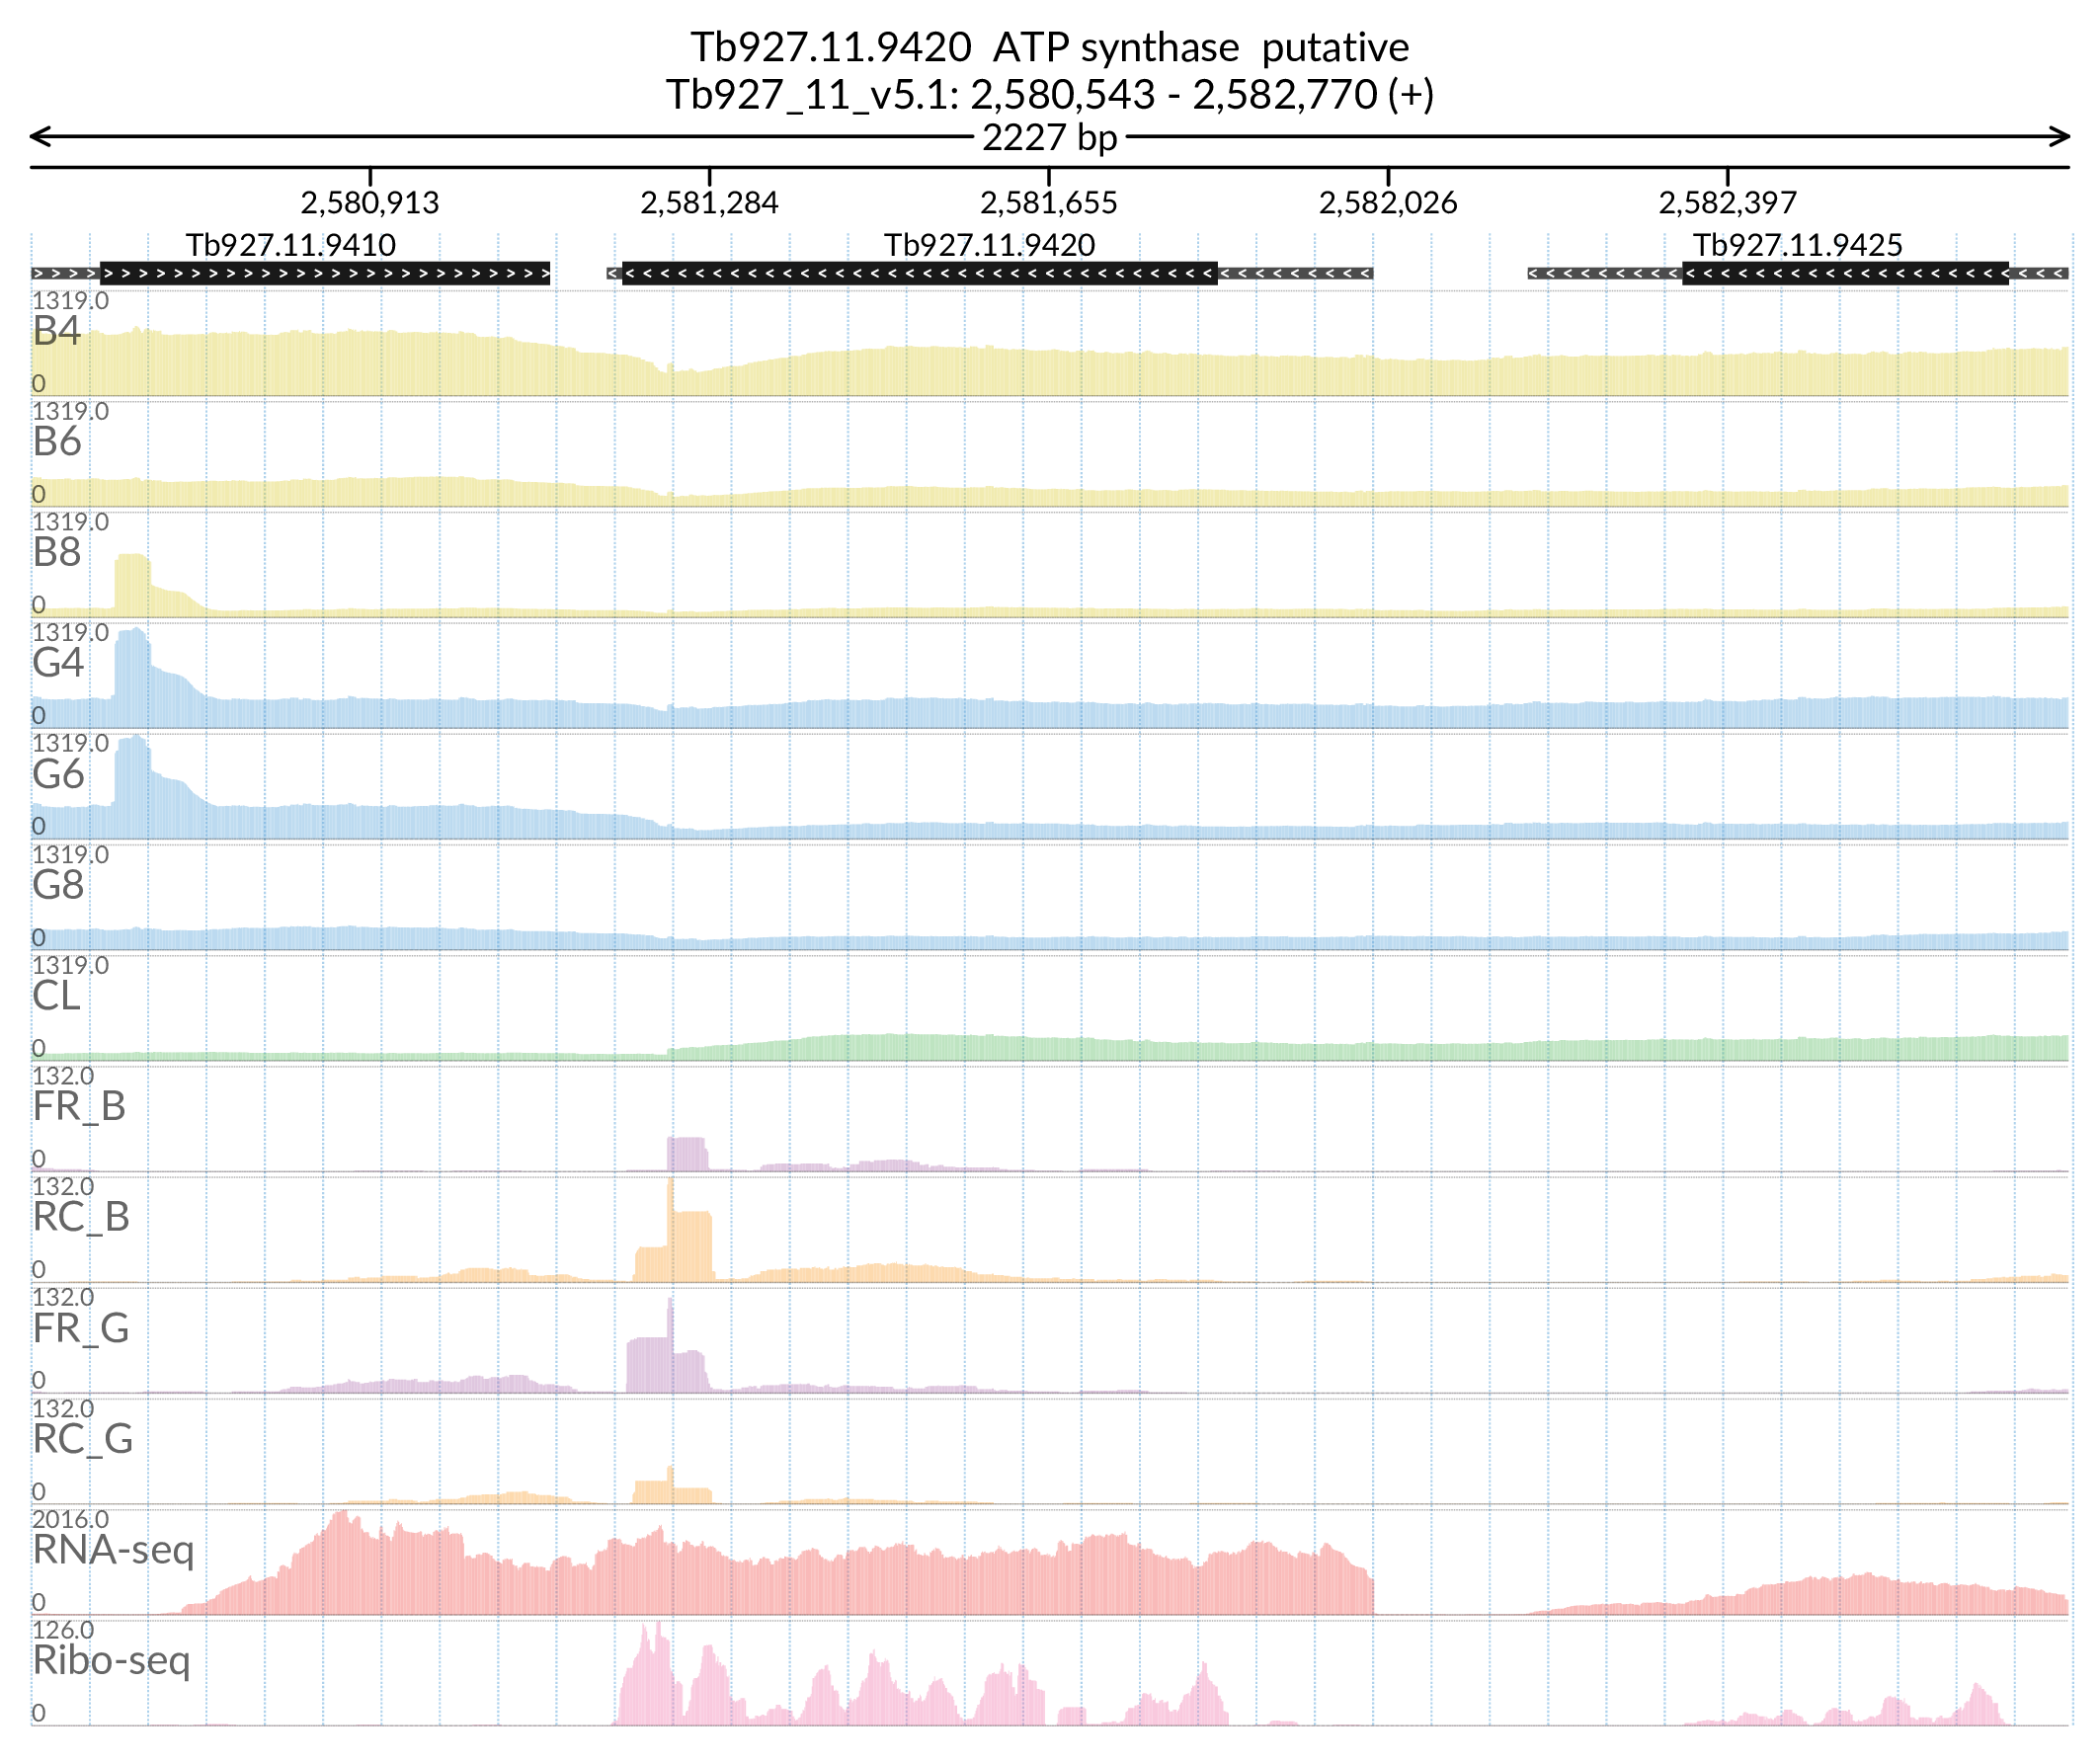 Tb927.11.9420  ATP synthase  putative
Tb927_11_v5.1: 2,580,543 - 2,582,770 (+)
2227 bp
2,580,913 2,581,284 2,581,655 2,582,026 2,582,397
Tb927.11.9410 Tb927.11.9420 Tb927.11.9425
1319.0
B4
0
1319.0
B6
0
1319.0
B8
0
1319.0
G4
0
1319.0
G6
0
1319.0
G8
0
1319.0
CL
0
132.0
FR_B
0
132.0
RC_B
0
132.0
FR_G
0
132.0
RC_G
0
2016.0
RNA-seq
0
126.0
Ribo-seq
0